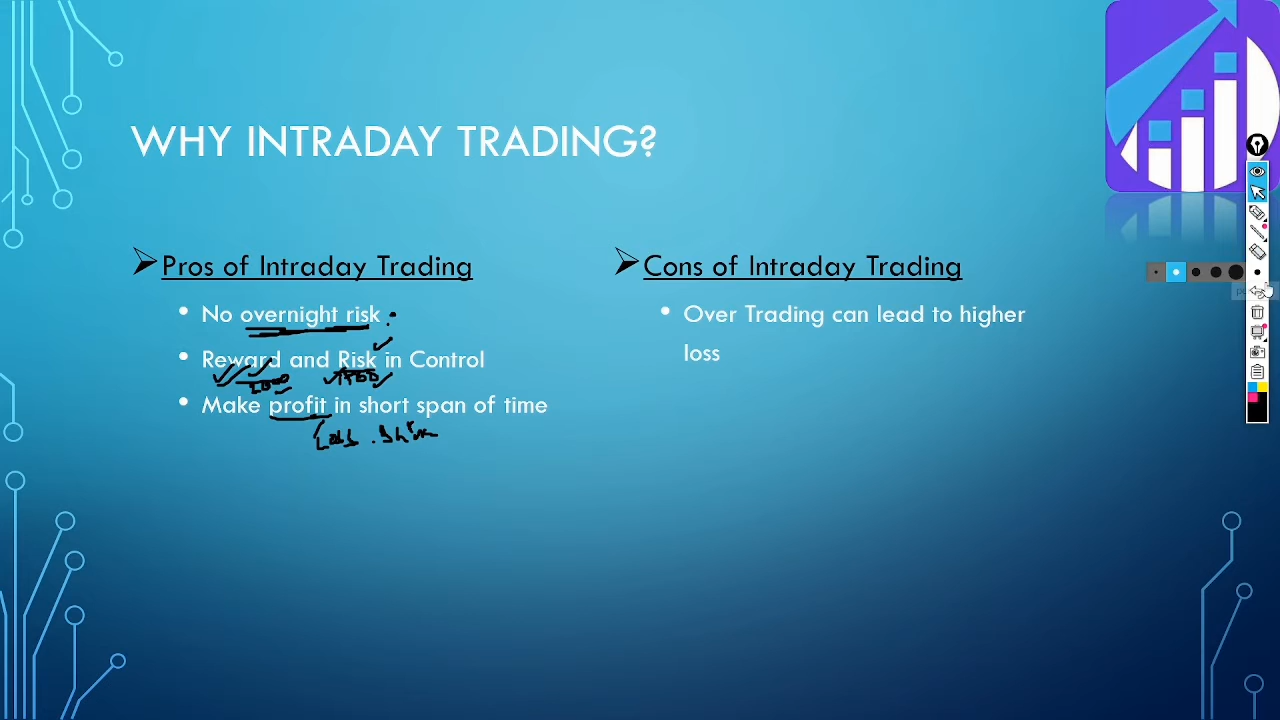 WHY INTRADAY TRADING?
Pros of Intraday Trading
No overnight risk
Reward and Risk in Control
Make profit in short span of time
Cons of Intraday Trading
Over Trading can lead to higher
loss